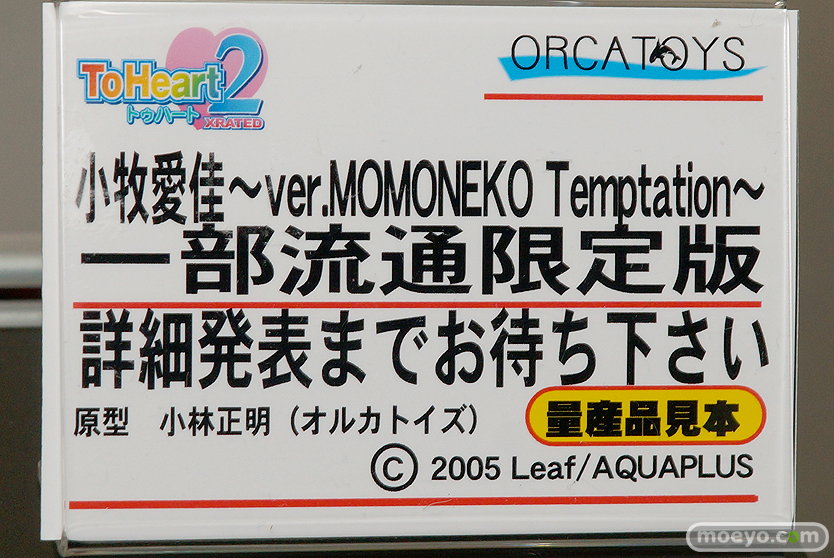 ToHeart2
トゥハート
XRATED
ORCATOYS
小牧愛佳～ver.MOMONEKO Temptation～
一部流通限定版
詳細発表までお待ち下さい
原型　小林正明（オルカトイズ）
量産品見本
© 2005 Leaf/AQUAPLUS
moeyo.com